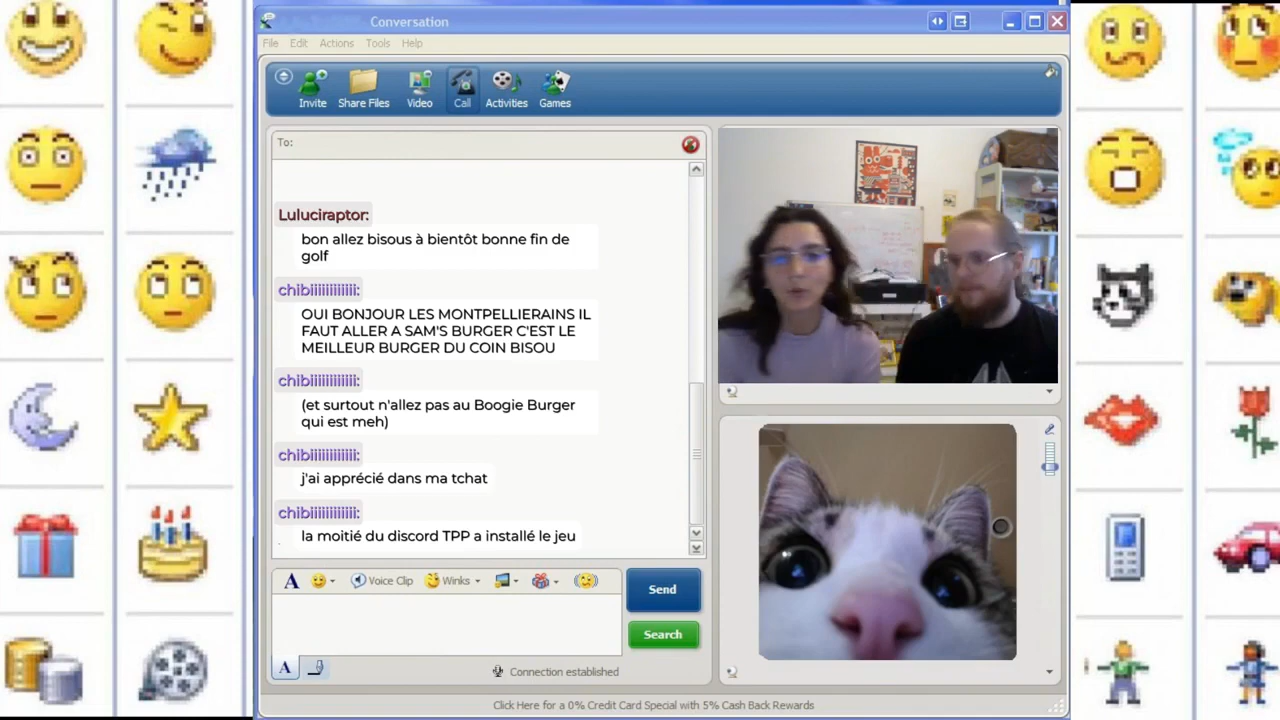 Conversation
File Edit Actions Tools Help
Invite Share Files Video Call Activities Games
To:
Luluciraptor:
bon allez bisous à bientôt bonne fin de
golf
chibiiiiiiiiiiiii:
OUI BONJOUR LES MONTPELLIERAINS IL
FAUT ALLER A SAM'S BURGER C'EST LE
MEILLEUR BURGER DU COIN BISOU
chibiiiiiiiiiiiii:
(et surtout n'allez pas au Boogie Burger
qui est meh)
chibiiiiiiiiiiiii:
j'ai apprécié dans ma tchat
chibiiiiiiiiiiiii:
la moitié du discord TPP a installé le jeu
A Voice Clip Winks
Send
Search
A
Connection established
Click Here for a 0% Credit Card Special with 5% Cash Back Rewards